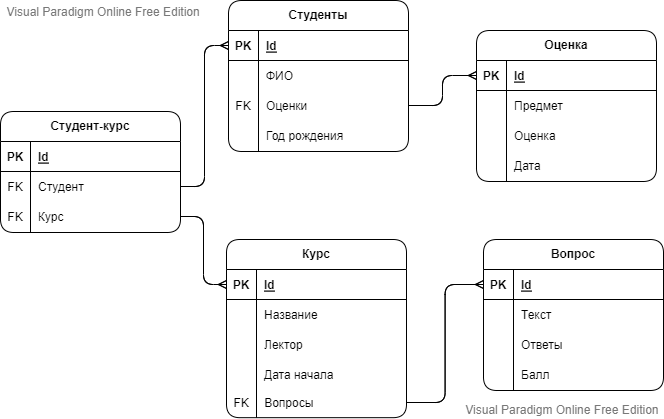 Visual Paradigm Online Free Edition
Студенты
PK Id
ФИО
FK Оценки
Год рождения
Оценка
PK Id
Предмет
Оценка
Дата
Студент-курс
PK Id
FK Студент
FK Курс
Курс
PK Id
Название
Лектор
Дата начала
FK Вопросы
Вопрос
PK Id
Текст
Ответы
Балл
Visual Paradigm Online Free Edition